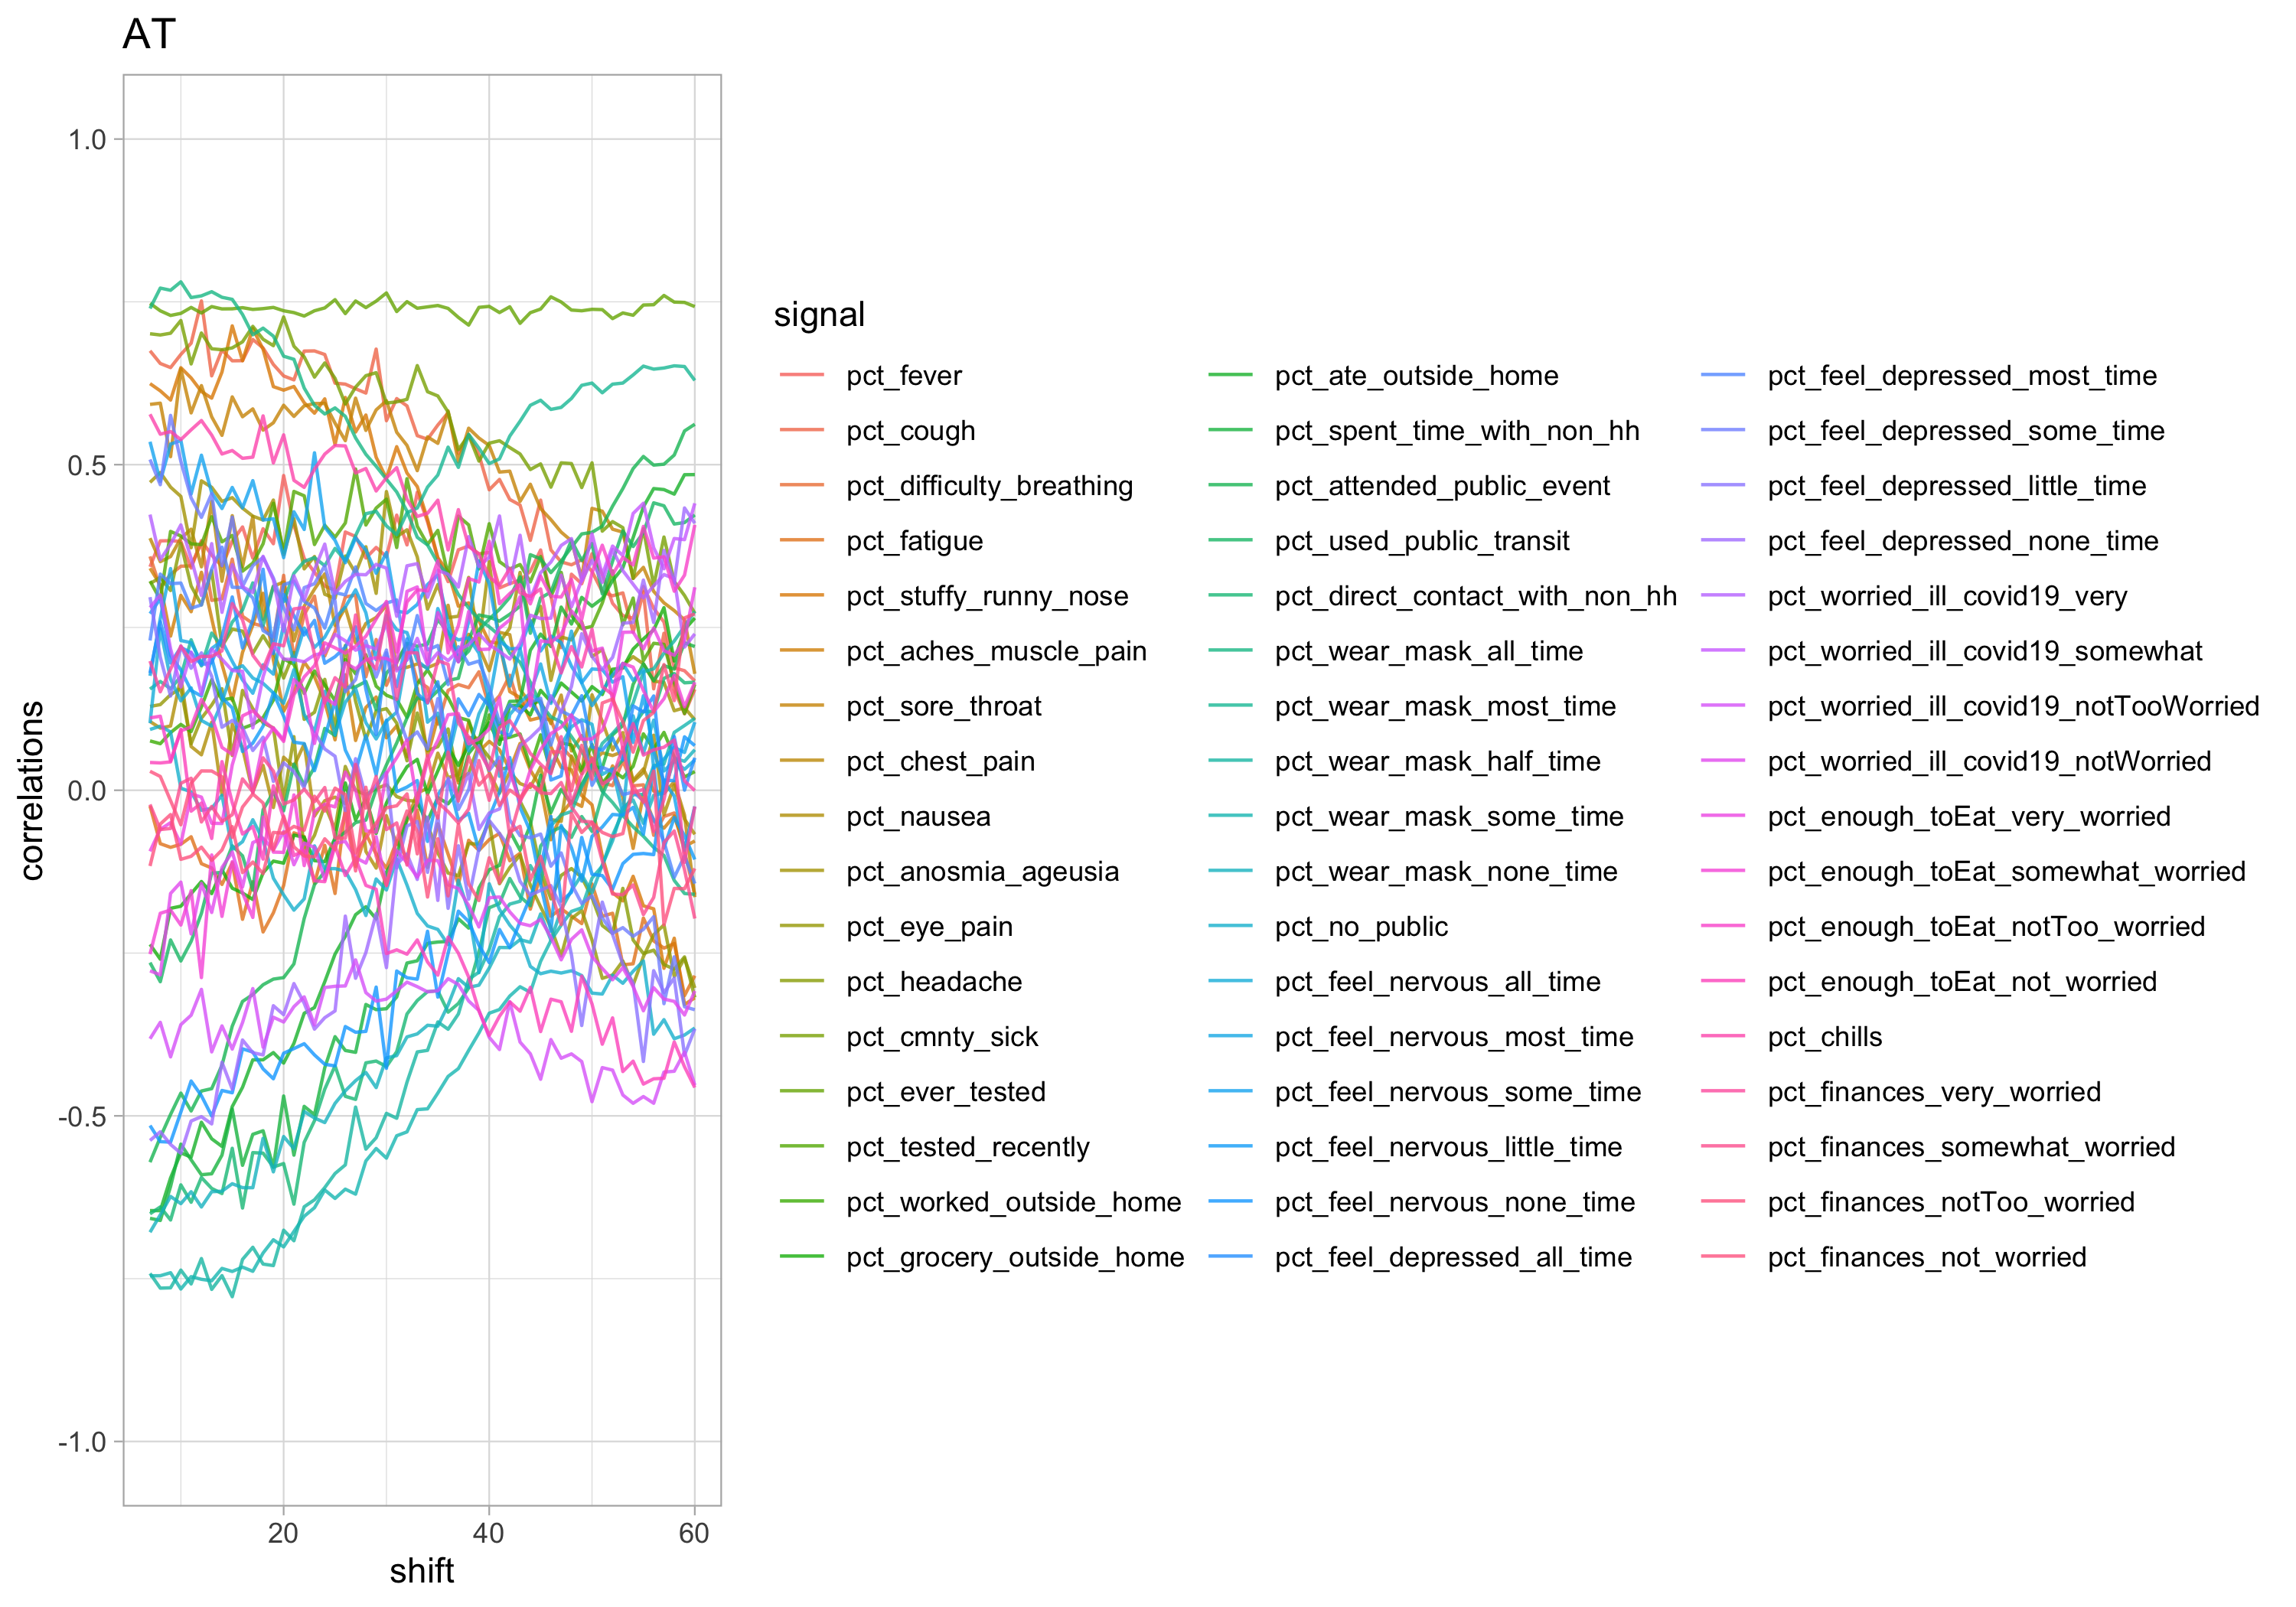 AT
1.0
0.5
0.0
-0.5
-1.0
correlations
20
40
60
shift
signal
pct_fever
pct_cough
pct_difficulty_breathing
pct_fatigue
pct_stuffy_runny_nose
pct_aches_muscle_pain
pct_sore_throat
pct_chest_pain
pct_nausea
pct_anosmia_ageusia
pct_eye_pain
pct_headache
pct_cmnty_sick
pct_ever_tested
pct_tested_recently
pct_worked_outside_home
pct_grocery_outside_home
pct_ate_outside_home
pct_spent_time_with_non_hh
pct_attended_public_event
pct_used_public_transit
pct_direct_contact_with_non_hh
pct_wear_mask_all_time
pct_wear_mask_most_time
pct_wear_mask_half_time
pct_wear_mask_some_time
pct_wear_mask_none_time
pct_no_public
pct_feel_nervous_all_time
pct_feel_nervous_most_time
pct_feel_nervous_some_time
pct_feel_nervous_little_time
pct_feel_nervous_none_time
pct_feel_depressed_all_time
pct_feel_depressed_most_time
pct_feel_depressed_some_time
pct_feel_depressed_little_time
pct_feel_depressed_none_time
pct_worried_ill_covid19_very
pct_worried_ill_covid19_somewhat
pct_worried_ill_covid19_notTooWorried
pct_worried_ill_covid19_notWorried
pct_enough_toEat_very_worried
pct_enough_toEat_somewhat_worried
pct_enough_toEat_notToo_worried
pct_enough_toEat_not_worried
pct_chills
pct_finances_very_worried
pct_finances_somewhat_worried
pct_finances_notToo_worried
pct_finances_not_worried